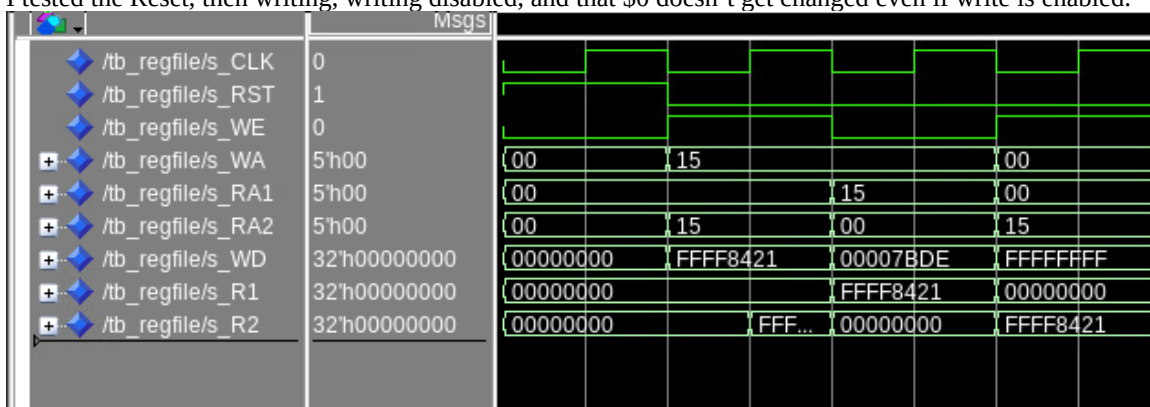 I tested the Reset, then writing, writing disabled, and that $0 doesn't get changed even if write is enabled.
Msgs
/tb_regfile/s_CLK 0
/tb_regfile/s_RST 1
/tb_regfile/s_WE 0
/tb_regfile/s_WA 5'h00 00 15 00
/tb_regfile/s_RA1 5'h00 00 15 00
/tb_regfile/s_RA2 5'h00 00 15 00 15
/tb_regfile/s_WD 32'h00000000 00000000 FFFF8421 00007BDE FFFFFFFF
/tb_regfile/s_R1 32'h00000000 00000000 FFFF8421 00000000
/tb_regfile/s_R2 32'h00000000 00000000 FFF... 00000000 FFFF8421